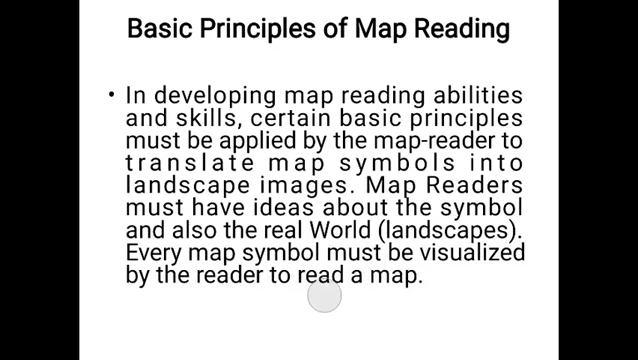 Basic Principles of Map Reading
• In developing map reading abilities
and skills, certain basic principles
must be applied by the map-reader to
translate map symbols into
landscape images. Map Readers
must have ideas about the symbol
and also the real World (landscapes).
Every map symbol must be visualized
by the reader to read a map.